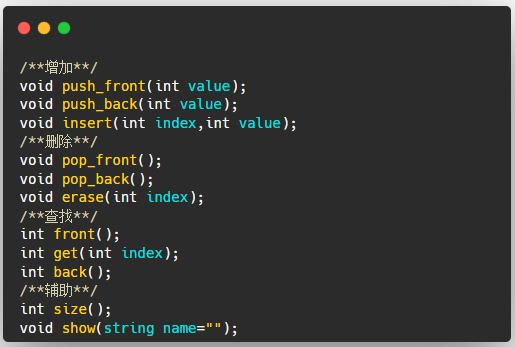 /**增加**/
void push_front(int value);
void push_back(int value);
void insert(int index,int value);
/**删除**/
void pop_front();
void pop_back();
void erase(int index);
/**查找**/
int front();
int get(int index);
int back();
/**辅助**/
int size();
void show(string name="");